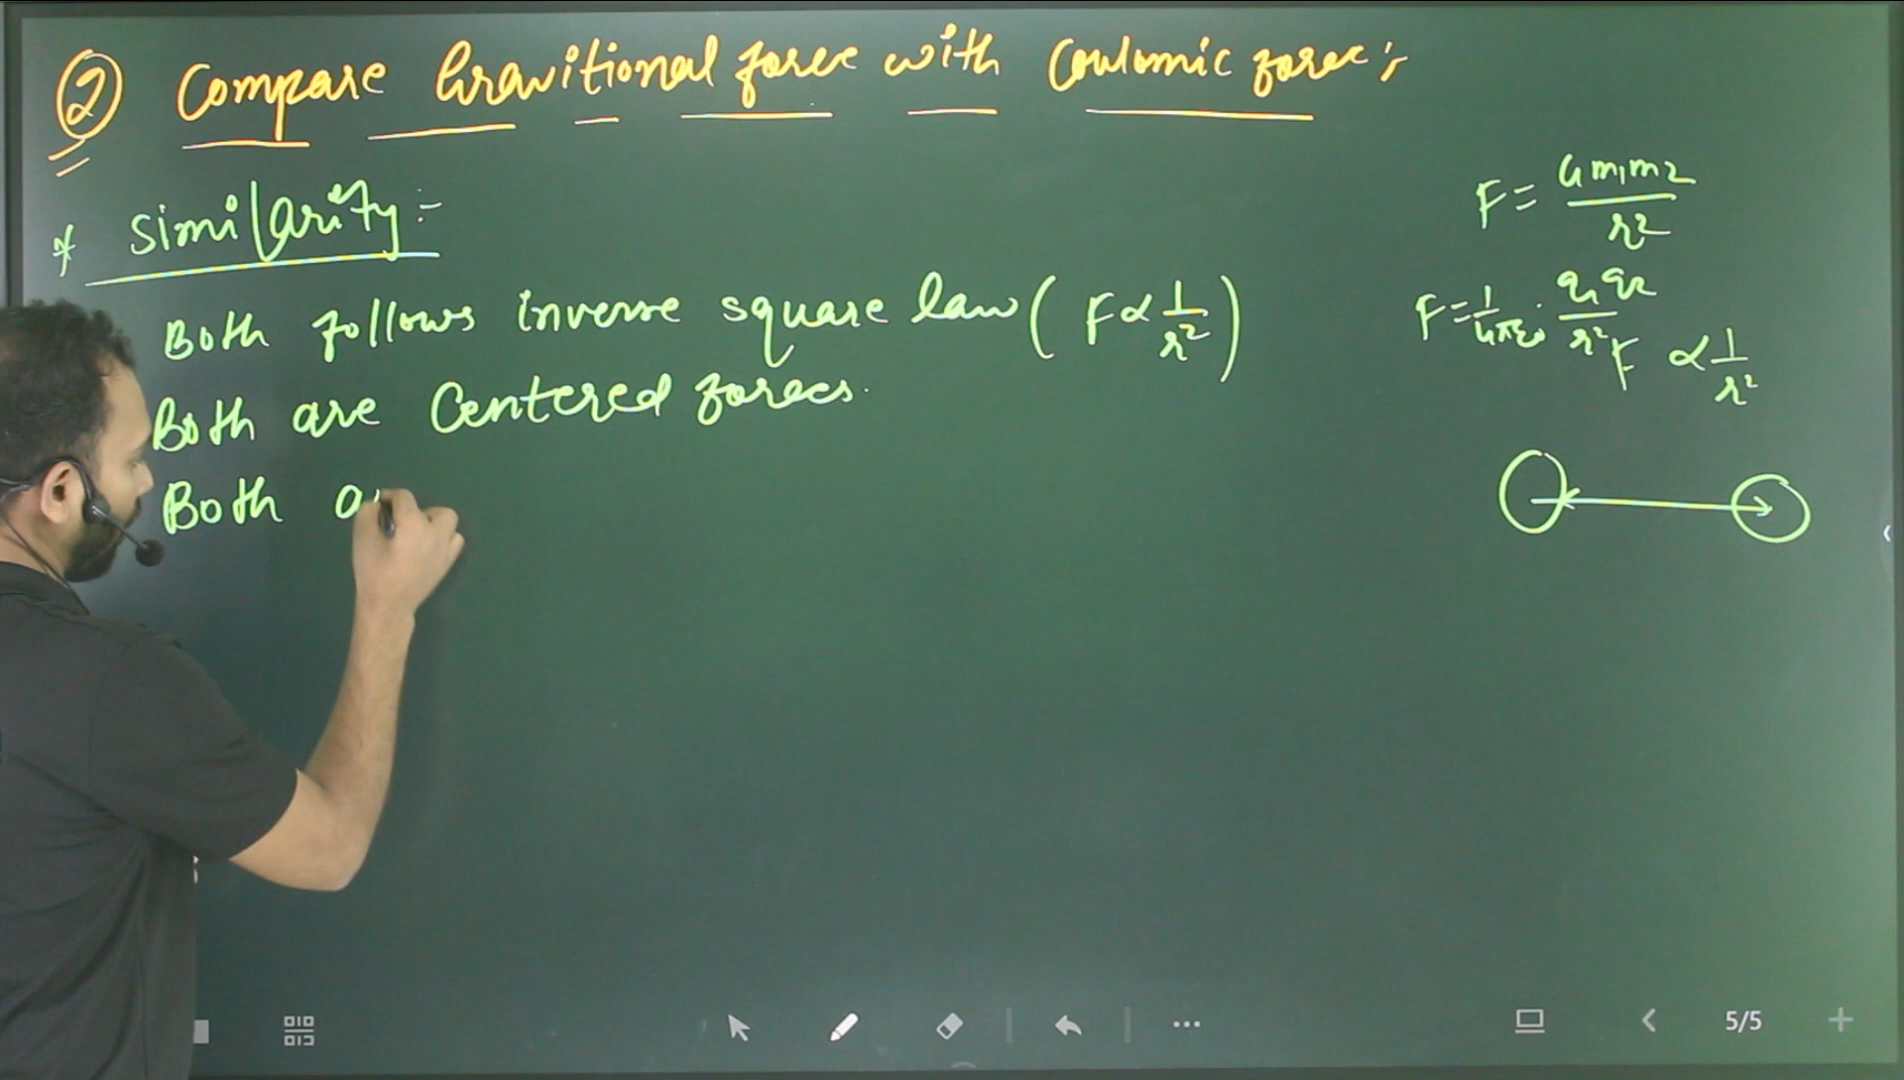 ② Compare Gravitional force with Coulomic force :-
* Similarity :-
Both follows inverse square law ( F ∝ 1/r² )
Both are Centered forces.
Both a
F = G m₁m₂ / r²
F = 1/4πε₀ . q₁q₂ / r²
F ∝ 1/r²
5/5